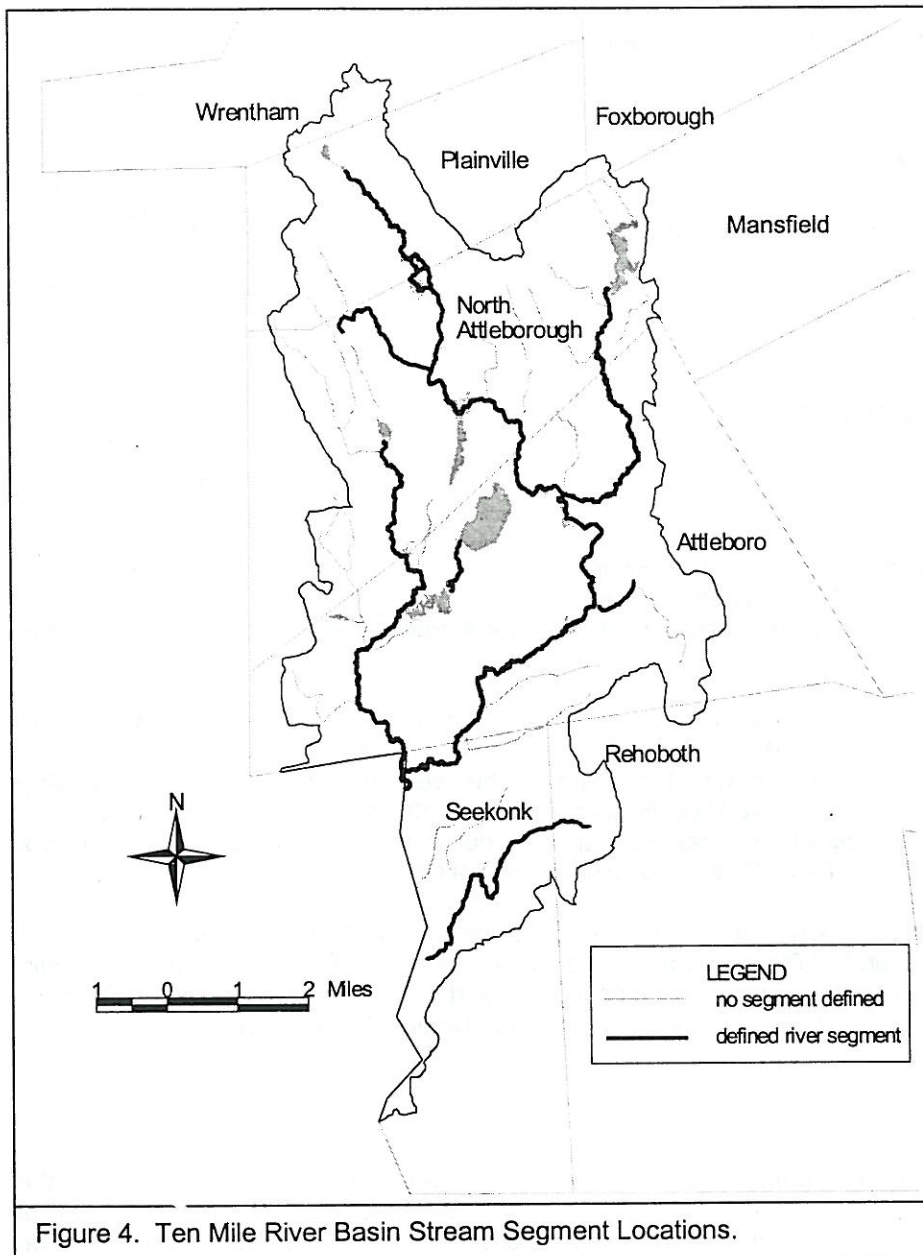 Wrentham
Foxborough
Plainville
Mansfield
North
Attleborough
Attleboro
Rehoboth
N
Seekonk
1 0 1 2 Miles
LEGEND
no segment defined
defined river segment
Figure 4. Ten Mile River Basin Stream Segment Locations.